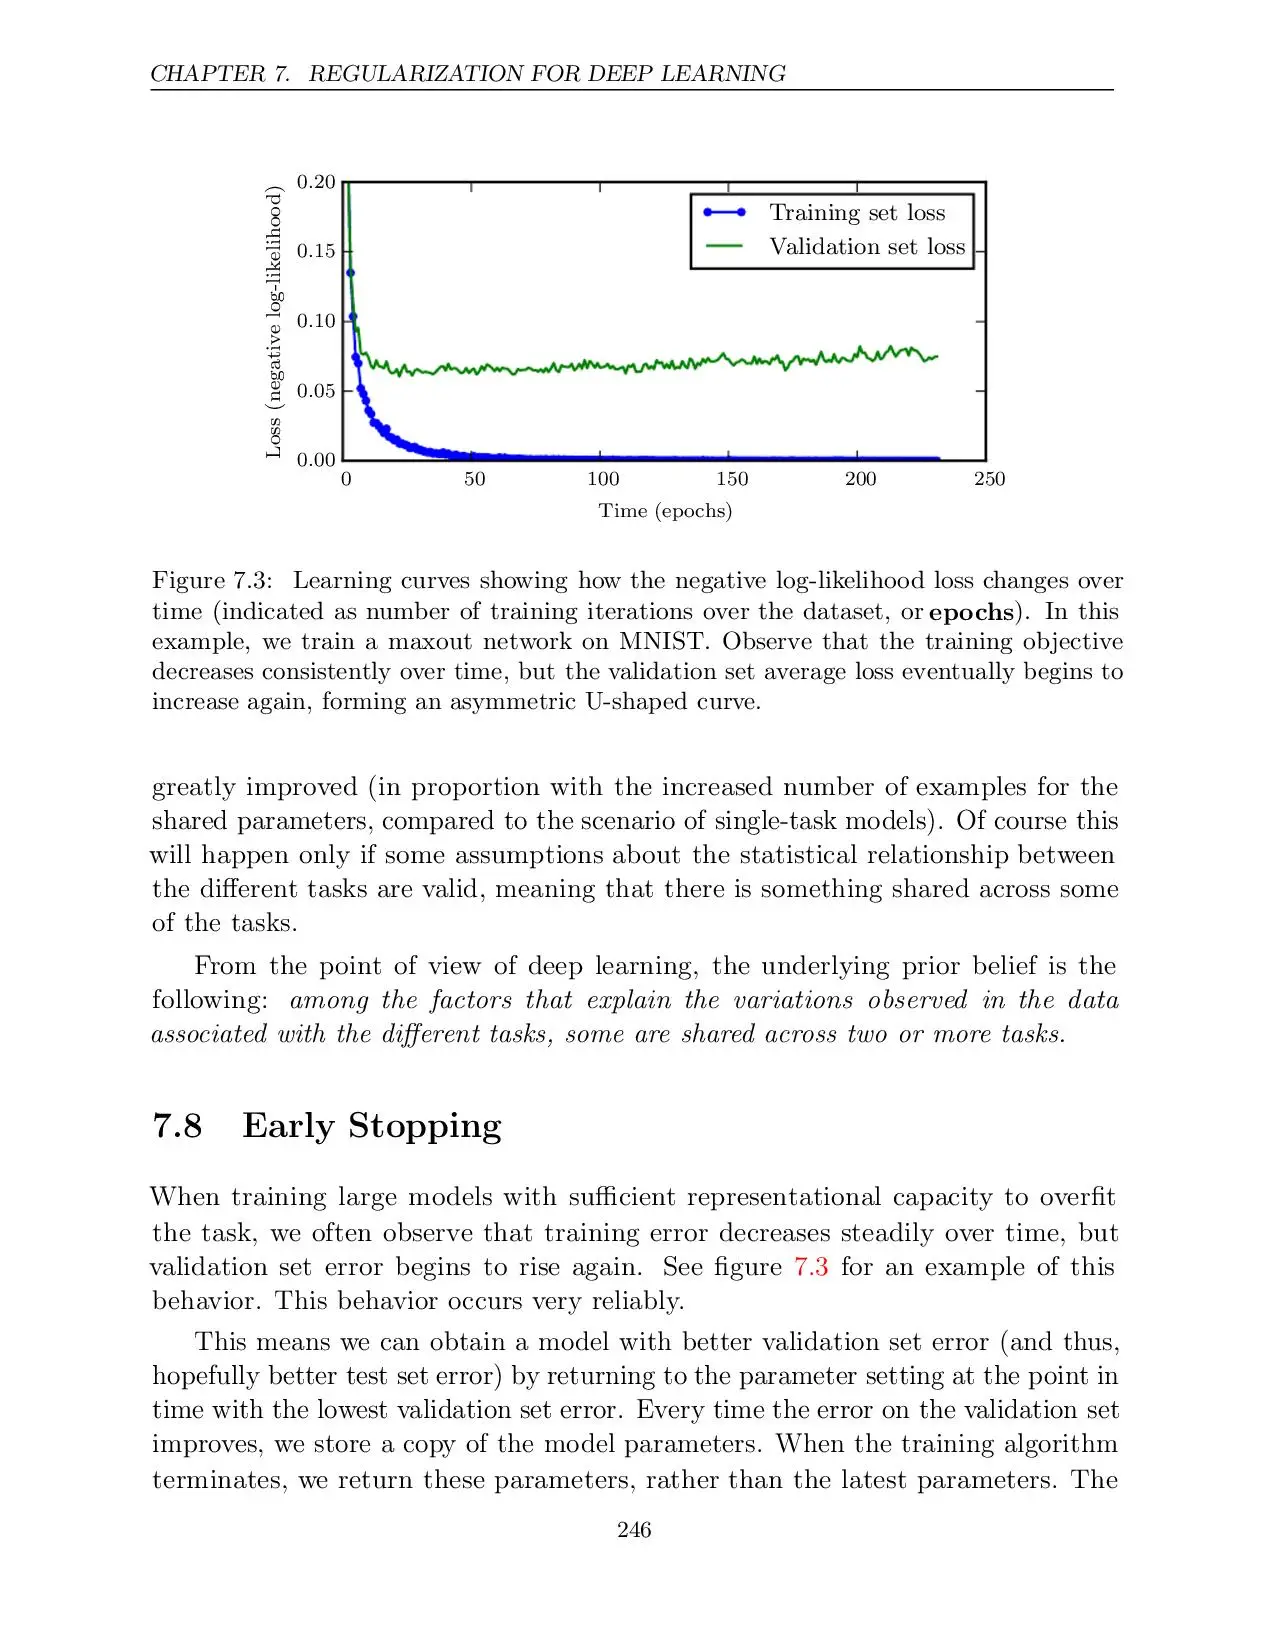 CHAPTER 7. REGULARIZATION FOR DEEP LEARNING
0.20
0.15
0.10
0.05
0.00
Loss (negative log-likelihood)
Training set loss
Validation set loss
0 50 100 150 200 250
Time (epochs)
Figure 7.3: Learning curves showing how the negative log-likelihood loss changes over
time (indicated as number of training iterations over the dataset, or epochs). In this
example, we train a maxout network on MNIST. Observe that the training objective
decreases consistently over time, but the validation set average loss eventually begins to
increase again, forming an asymmetric U-shaped curve.
greatly improved (in proportion with the increased number of examples for the
shared parameters, compared to the scenario of single-task models). Of course this
will happen only if some assumptions about the statistical relationship between
the different tasks are valid, meaning that there is something shared across some
of the tasks.
From the point of view of deep learning, the underlying prior belief is the
following: among the factors that explain the variations observed in the data
associated with the different tasks, some are shared across two or more tasks.
7.8 Early Stopping
When training large models with sufficient representational capacity to overfit
the task, we often observe that training error decreases steadily over time, but
validation set error begins to rise again. See figure 7.3 for an example of this
behavior. This behavior occurs very reliably.
This means we can obtain a model with better validation set error (and thus,
hopefully better test set error) by returning to the parameter setting at the point in
time with the lowest validation set error. Every time the error on the validation set
improves, we store a copy of the model parameters. When the training algorithm
terminates, we return these parameters, rather than the latest parameters. The
246